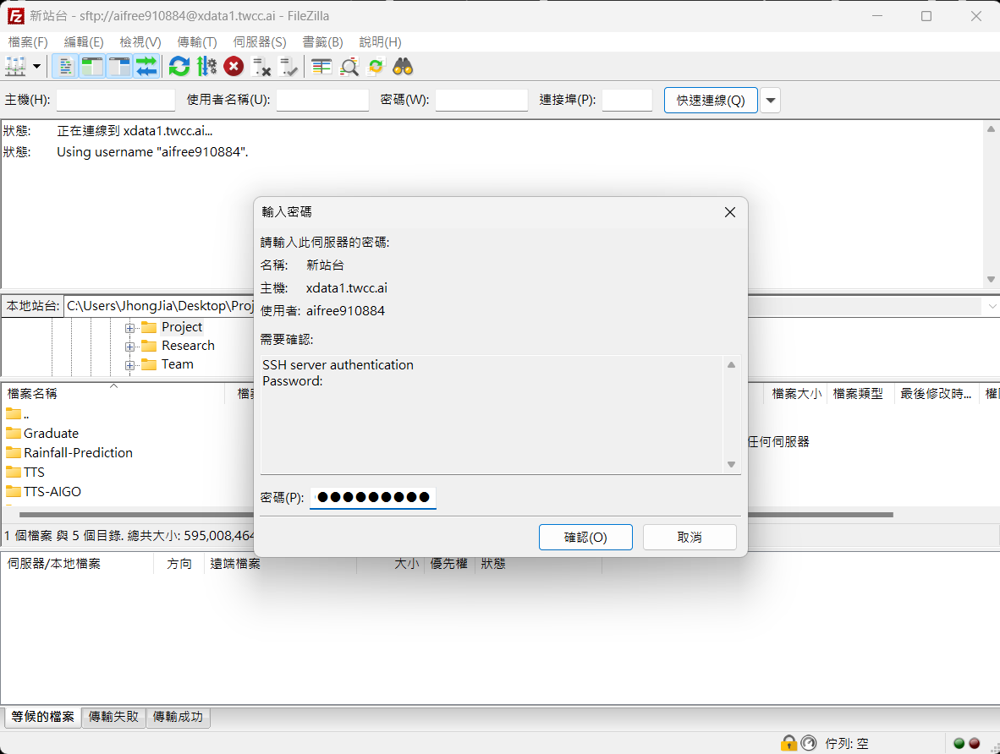 新站台 - sftp://aifree910884@xdata1.twcc.ai - FileZilla
檔案(F) 編輯(E) 檢視(V) 傳輸(T) 伺服器(S) 書籤(B) 說明(H)
主機(H): 使用者名稱(U): 密碼(W): 連接埠(P): 快速連線(Q)
狀態: 正在連線到 xdata1.twcc.ai...
狀態: Using username "aifree910884".
輸入密碼
請輸入此伺服器的密碼:
名稱: 新站台
主機: xdata1.twcc.ai
使用者: aifree910884
需要確認:
SSH server authentication
Password:
密碼(P): ●●●●●●●●●
確認(O) 取消
本地站台: C:\Users\JhongJia\Desktop\Proj
Project
Research
Team
檔案名稱
..
Graduate
Rainfall-Prediction
TTS
TTS-AIGO
1 個檔案 與 5 個目錄. 總共大小: 595,008,464
檔案大小 檔案類型 最後修改時...
任何伺服器
伺服器/本地檔案 方向 遠端檔案 大小 優先權 狀態
等候的檔案 傳輸失敗 傳輸成功
佇列: 空